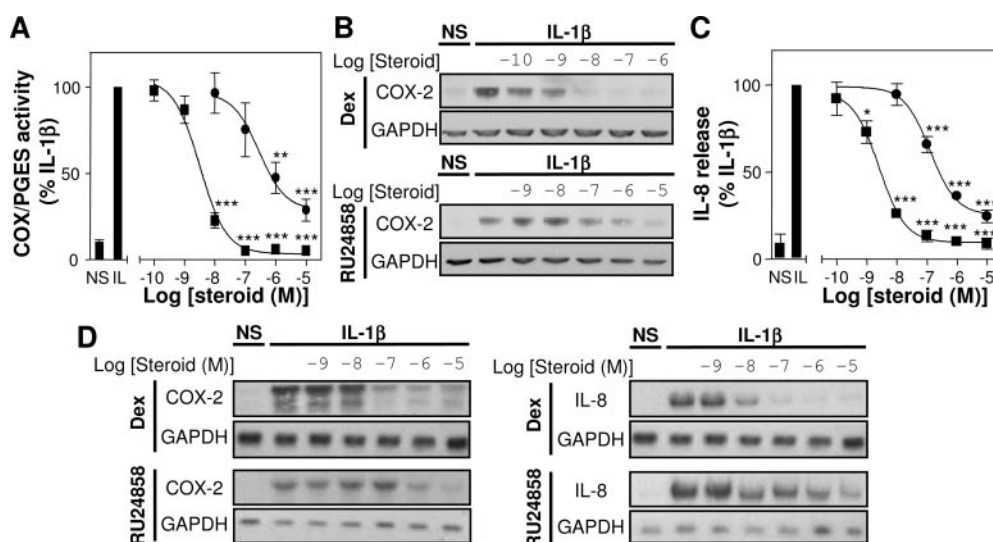 A
COX/PGES activity
(% IL-1β)
100
50
0
NS IL
-10 -9 -8 -7 -6 -5
Log [steroid (M)]
**
***
***
*** *** ***
B
NS IL-1β
Log [Steroid] -10 -9 -8 -7 -6
Dex
COX-2
GAPDH
NS IL-1β
Log [Steroid] -9 -8 -7 -6 -5
RU24858
COX-2
GAPDH
C
IL-8 release
(% IL-1β)
100
50
0
NS IL
-10 -9 -8 -7 -6 -5
Log [steroid (M)]
*
***
***
*** ***
*** *** ***
D
NS IL-1β
Log [Steroid (M)] -9 -8 -7 -6 -5
Dex
COX-2
GAPDH
RU24858
COX-2
GAPDH
NS IL-1β
Log [Steroid (M)] -9 -8 -7 -6 -5
Dex
IL-8
GAPDH
RU24858
IL-8
GAPDH